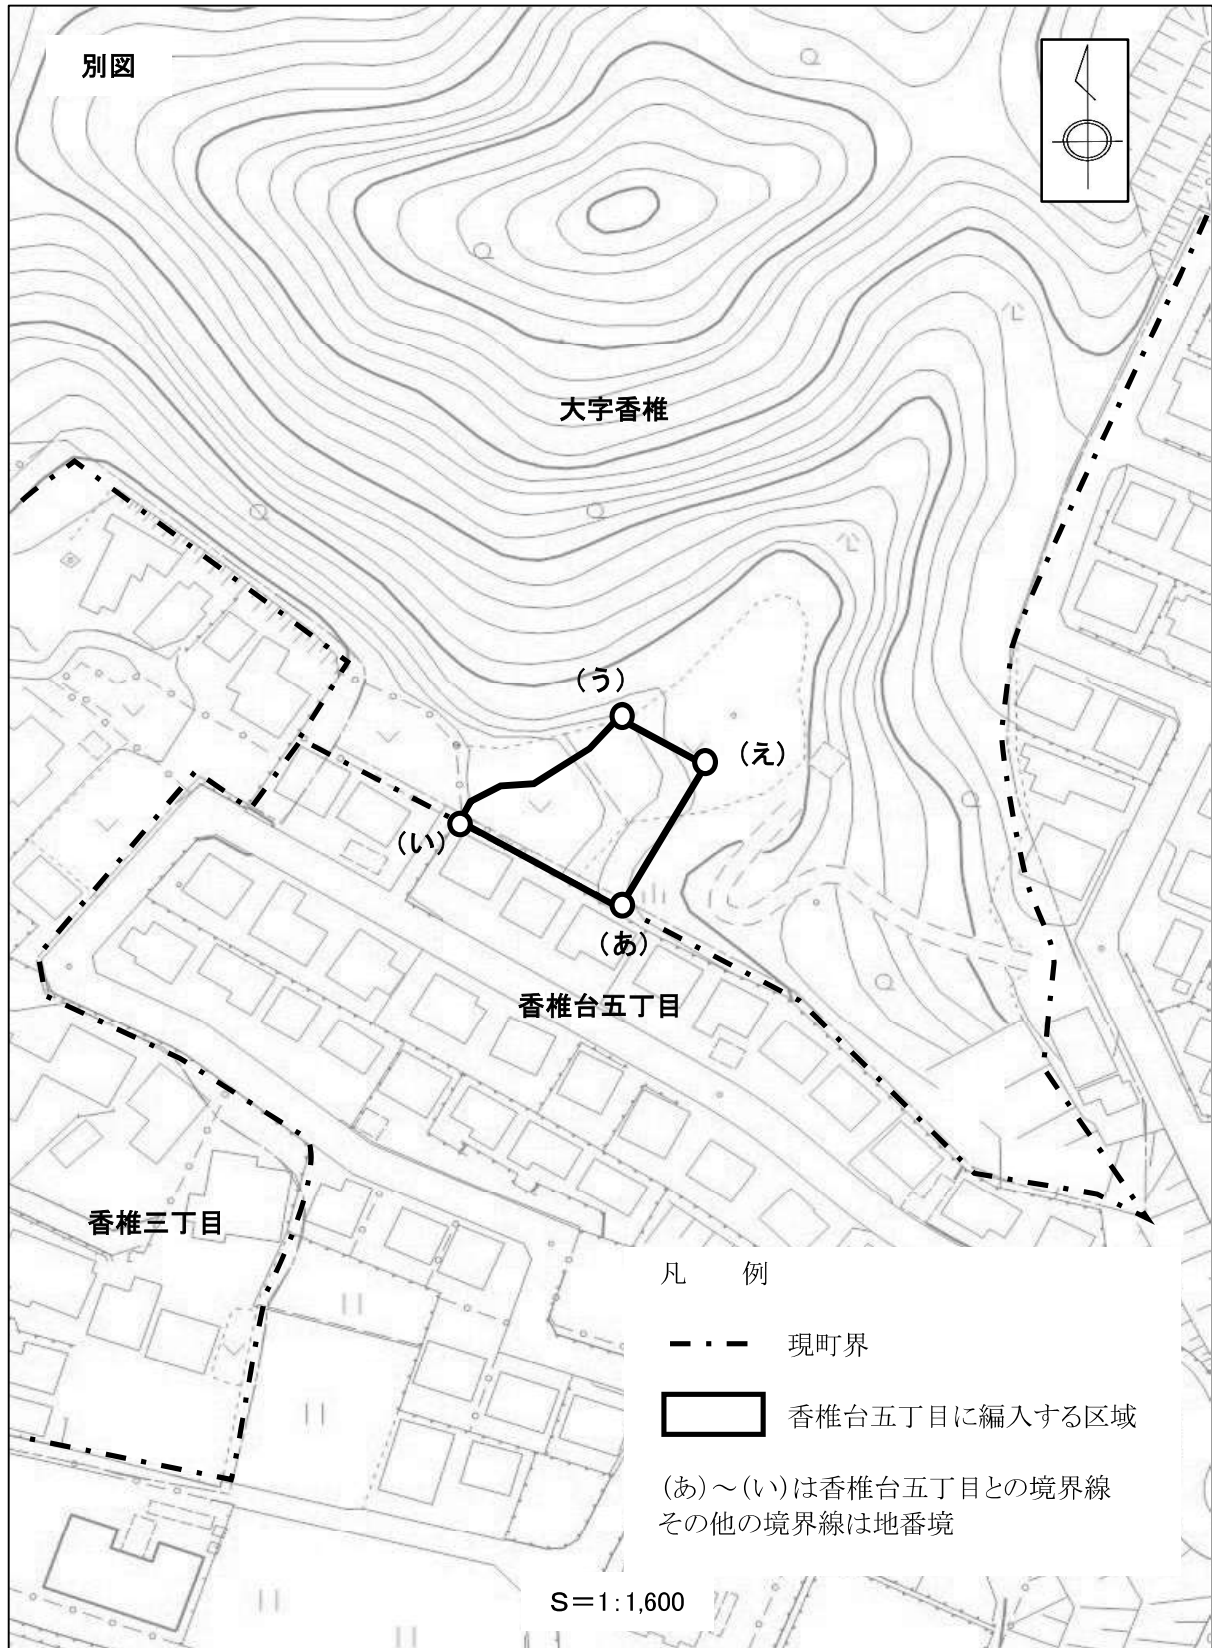 別図
大字香椎
(う)
(え)
(い)
(あ)
香椎台五丁目
香椎三丁目
凡　例
現町界
香椎台五丁目に編入する区域
(あ)～(い)は香椎台五丁目との境界線
その他の境界線は地番境
S＝1:1,600